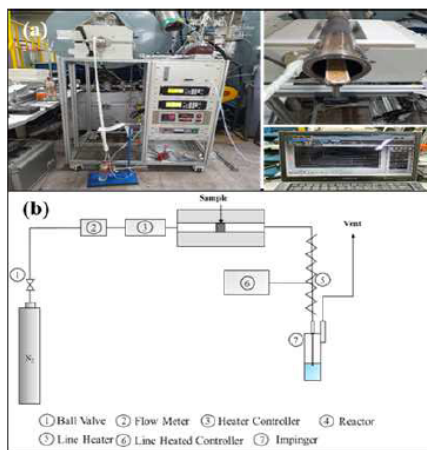 (a)
(b)
Sample
Vent
①
②
③
⑤
⑥
⑦
N₂
① Ball Valve ② Flow Meter ③ Heater Controller ④ Reactor
⑤ Line Heater ⑥ Line Heated Controller ⑦ Impinger